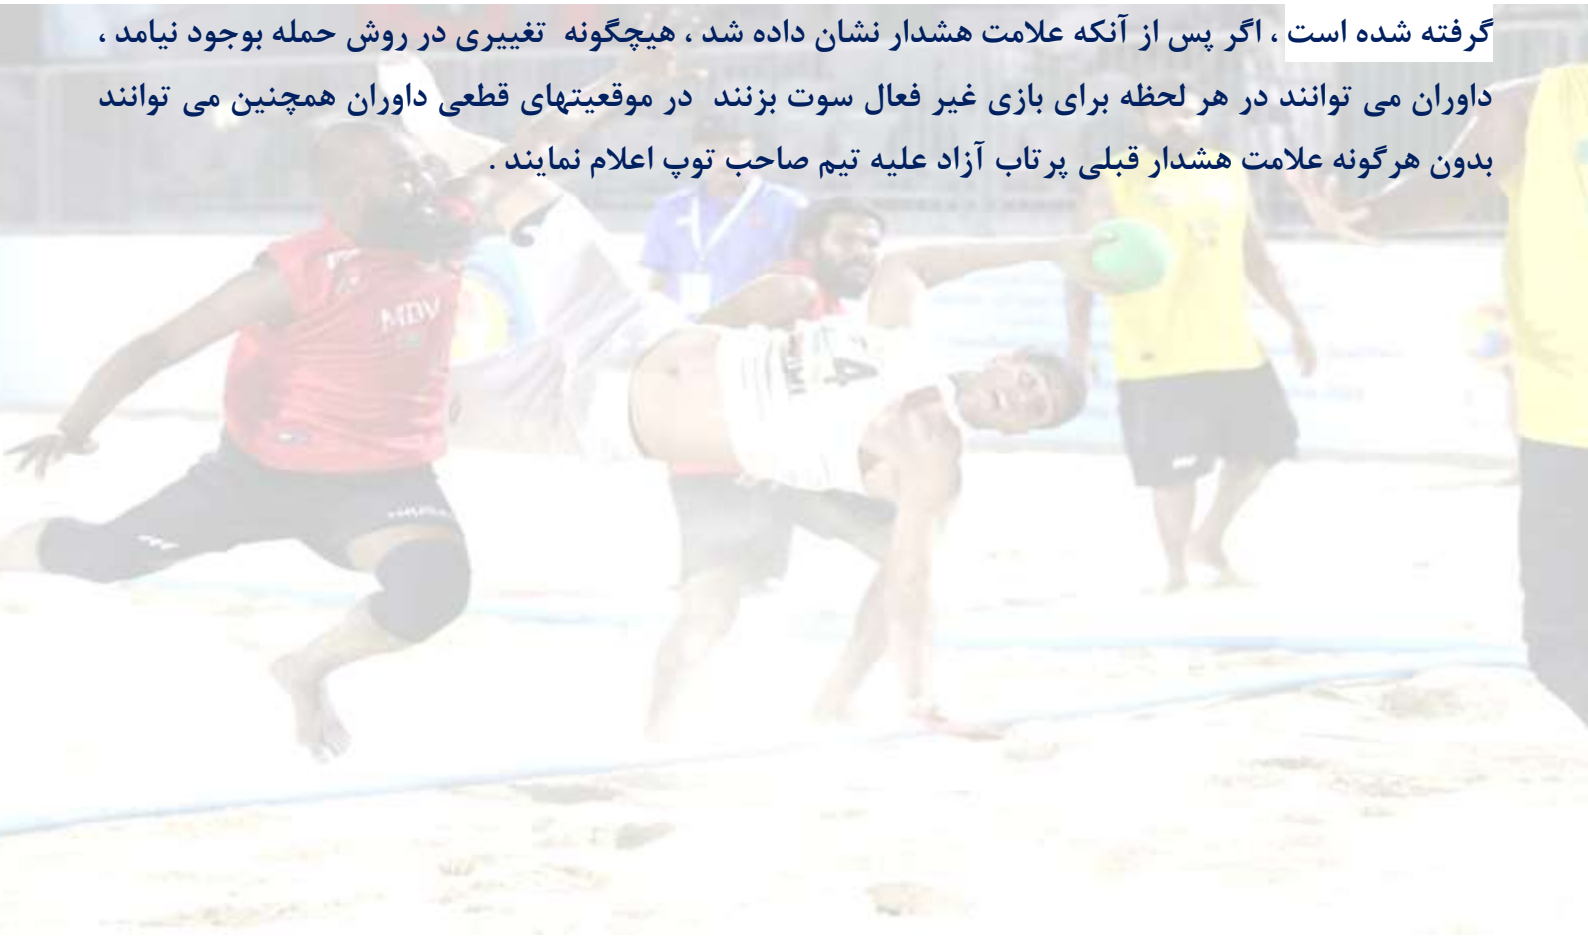 گرفته شده است ، اگر پس از آنکه علامت هشدار نشان داده شد ، هیچگونه تغییری در روش حمله بوجود نیامد ،
داوران می توانند در هر لحظه برای بازی غیر فعال سوت بزنند در موقعیتهای قطعی داوران همچنین می توانند
بدون هرگونه علامت هشدار قبلی پرتاب آزاد علیه تیم صاحب توپ اعلام نمایند .
MDV
4